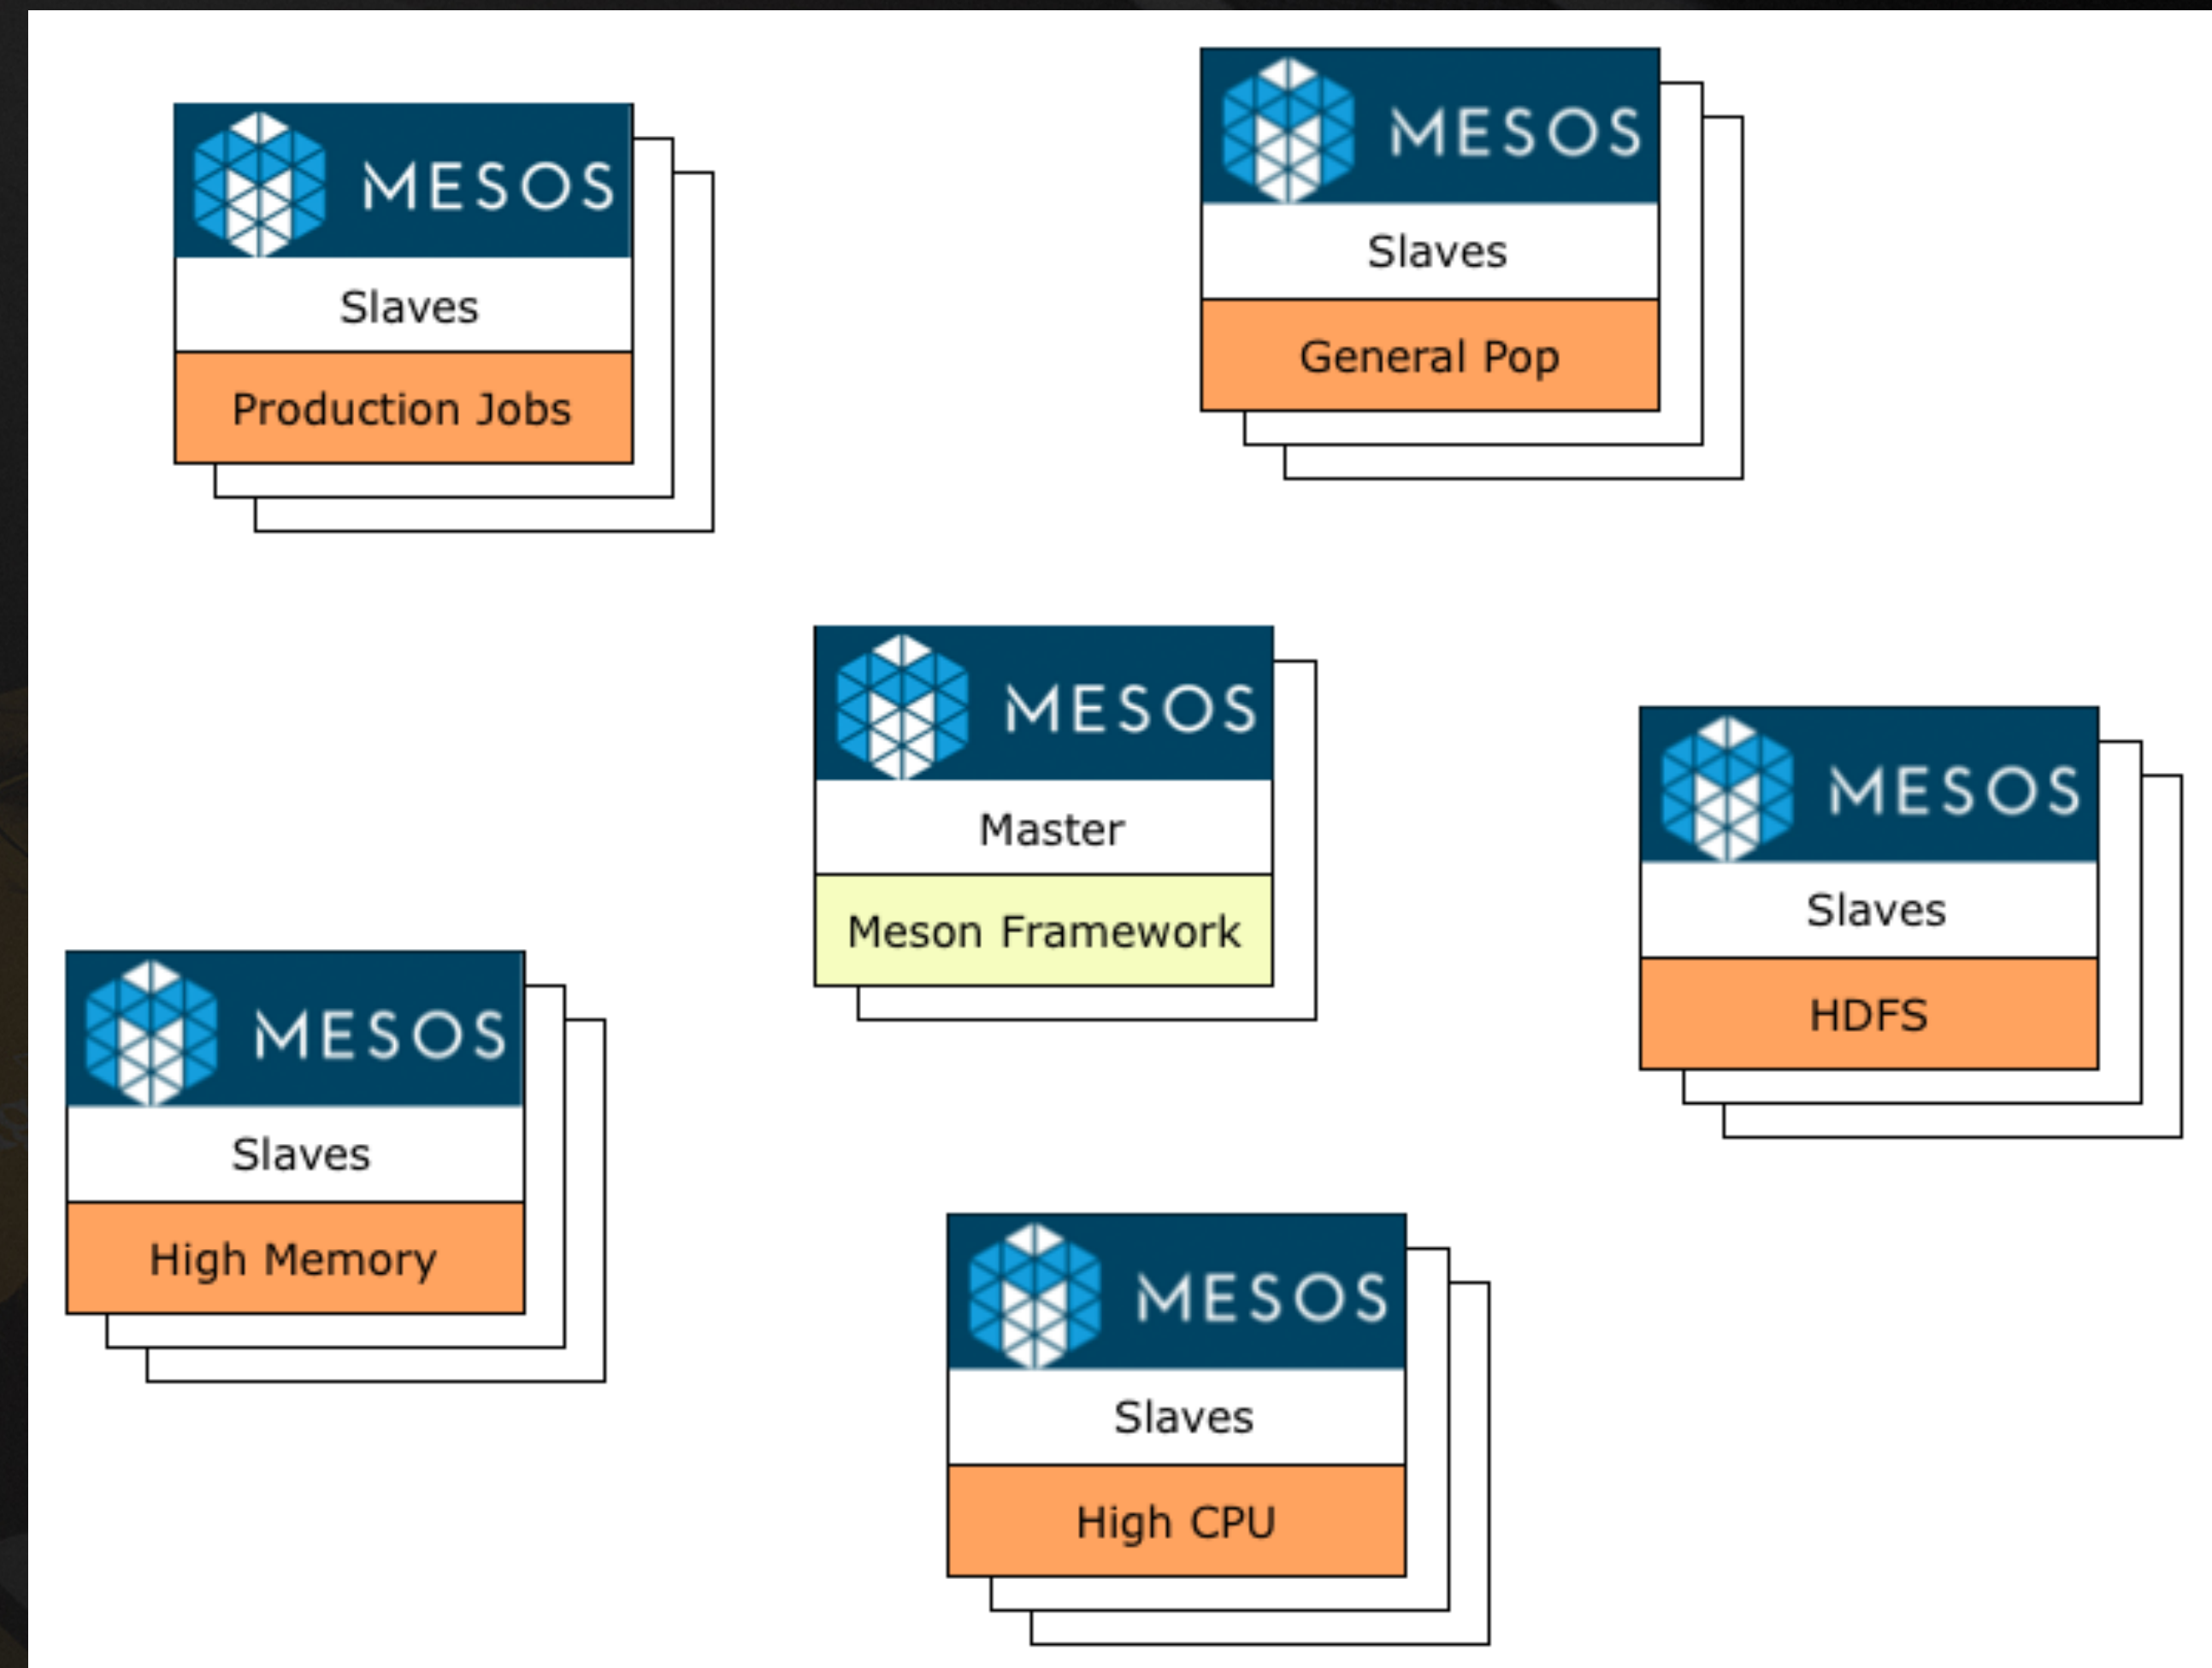 MESOS
Slaves
Production Jobs
MESOS
Slaves
General Pop
MESOS
Master
Meson Framework
MESOS
Slaves
HDFS
MESOS
Slaves
High Memory
MESOS
Slaves
High CPU